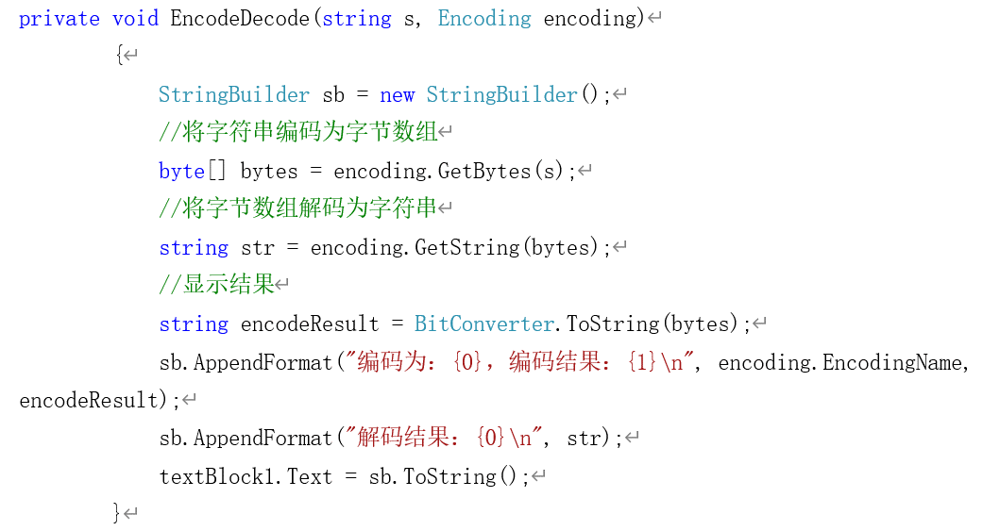 private void EncodeDecode(string s, Encoding encoding)↵
{↵
StringBuilder sb = new StringBuilder();↵
//将字符串编码为字节数组↵
byte[] bytes = encoding.GetBytes(s);↵
//将字节数组解码为字符串↵
string str = encoding.GetString(bytes);↵
//显示结果↵
string encodeResult = BitConverter.ToString(bytes);↵
sb.AppendFormat("编码为：{0}，编码结果：{1}\n", encoding.EncodingName,
encodeResult);↵
sb.AppendFormat("解码结果：{0}\n", str);↵
textBlock1.Text = sb.ToString();↵
}↵